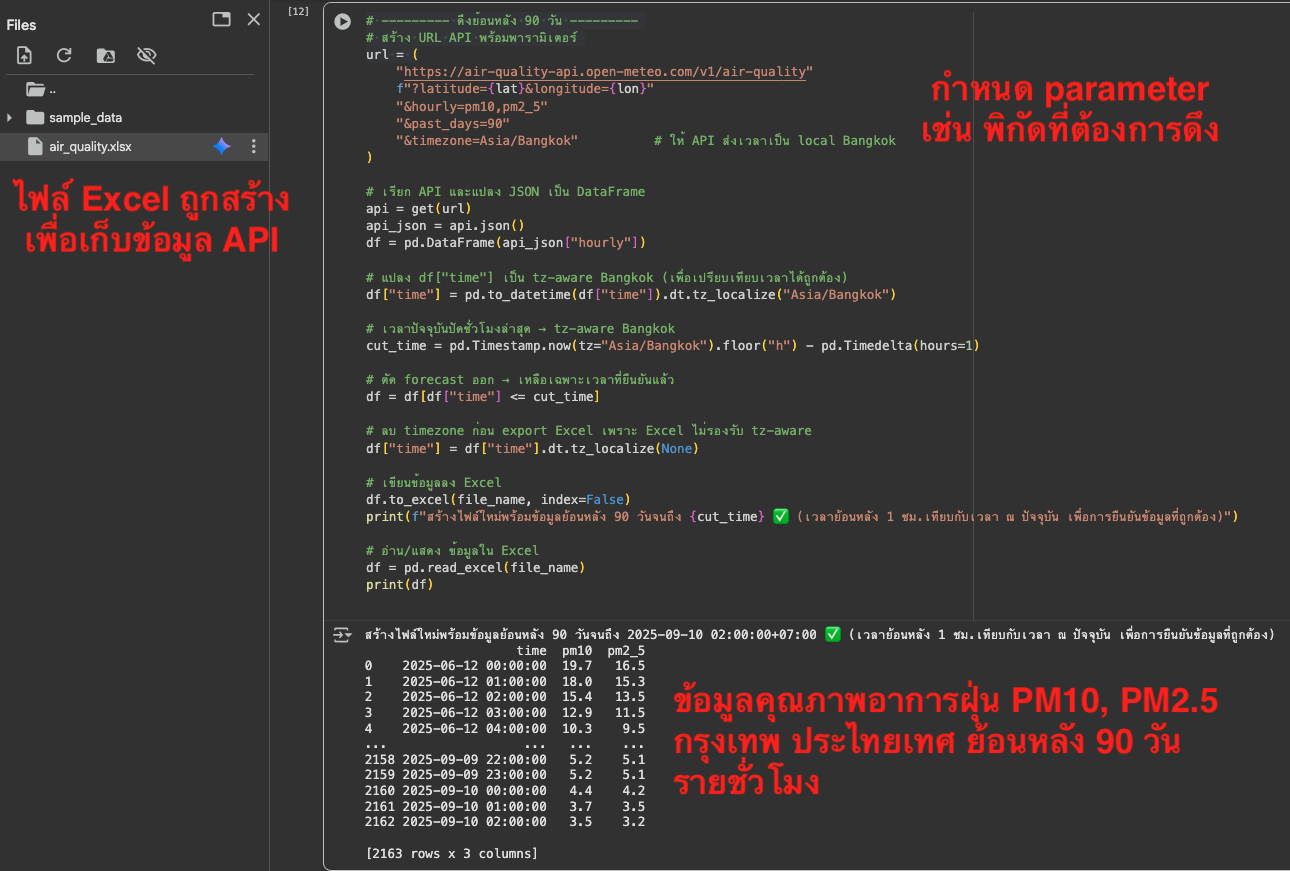 Files
..
sample_data
air_quality.xlsx
ไฟล์ Excel ถูกสร้าง
เพื่อเก็บข้อมูล API
[12]
# --------- ดึงย้อนหลัง 90 วัน ---------
# สร้าง URL API พร้อมพารามิเตอร์
url = (
"https://air-quality-api.open-meteo.com/v1/air-quality"
f"?latitude={lat}&longitude={lon}"
"&hourly=pm10,pm2_5"
"&past_days=90"
"&timezone=Asia/Bangkok" # ให้ API ส่งเวลาเป็น local Bangkok
)
กำหนด parameter
เช่น พิกัดที่ต้องการดึง
# เรียก API และแปลง JSON เป็น DataFrame
api = get(url)
api_json = api.json()
df = pd.DataFrame(api_json["hourly"])
# แปลง df["time"] เป็น tz-aware Bangkok (เพื่อเปรียบเทียบเวลาได้ถูกต้อง)
df["time"] = pd.to_datetime(df["time"]).dt.tz_localize("Asia/Bangkok")
# เวลาปัจจุบันปัดชั่วโมงล่าสุด → tz-aware Bangkok
cut_time = pd.Timestamp.now(tz="Asia/Bangkok").floor("h") - pd.Timedelta(hours=1)
# ตัด forecast ออก → เหลือเฉพาะเวลาที่ยืนยันแล้ว
df = df[df["time"] <= cut_time]
# ลบ timezone ก่อน export Excel เพราะ Excel ไม่รองรับ tz-aware
df["time"] = df["time"].dt.tz_localize(None)
# เขียนข้อมูลลง Excel
df.to_excel(file_name, index=False)
print(f"สร้างไฟล์ใหม่พร้อมข้อมูลย้อนหลัง 90 วันจนถึง {cut_time} ✅ (เวลาย้อนหลัง 1 ชม.เทียบกับเวลา ณ ปัจจุบัน เพื่อการยืนยันข้อมูลที่ถูกต้อง)")
# อ่าน/แสดง ข้อมูลใน Excel
df = pd.read_excel(file_name)
print(df)
สร้างไฟล์ใหม่พร้อมข้อมูลย้อนหลัง 90 วันจนถึง 2025-09-10 02:00:00+07:00 ✅ (เวลาย้อนหลัง 1 ชม.เทียบกับเวลา ณ ปัจจุบัน เพื่อการยืนยันข้อมูลที่ถูกต้อง)
time pm10 pm2_5
0 2025-06-12 00:00:00 19.7 16.5
1 2025-06-12 01:00:00 18.0 15.3
2 2025-06-12 02:00:00 15.4 13.5
3 2025-06-12 03:00:00 12.9 11.5
4 2025-06-12 04:00:00 10.3 9.5
... ... ... ...
2158 2025-09-09 22:00:00 5.2 5.1
2159 2025-09-09 23:00:00 5.2 5.1
2160 2025-09-10 00:00:00 4.4 4.2
2161 2025-09-10 01:00:00 3.7 3.5
2162 2025-09-10 02:00:00 3.5 3.2
[2163 rows x 3 columns]
ข้อมูลคุณภาพอาการฝุ่น PM10, PM2.5
กรุงเทพ ประไทยเทศ ย้อนหลัง 90 วัน
รายชั่วโมง